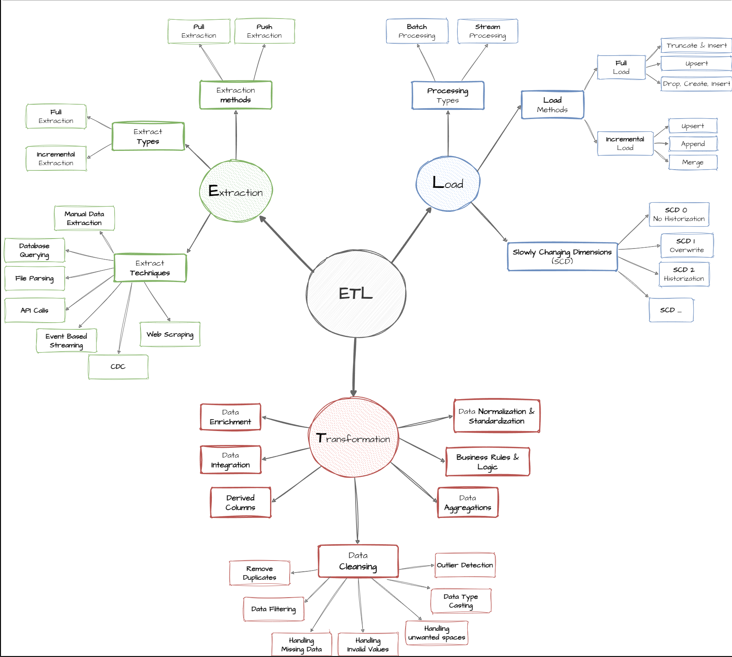 Pull
Extraction
Push
Extraction
Extraction
methods
Full
Extraction
Incremental
Extraction
Extract
Types
Extraction
Manual Data
Extraction
Database
Querying
File Parsing
API Calls
Event Based
Streaming
CDC
Web Scraping
Extract
Techniques
ETL
Batch
Processing
Stream
Processing
Processing
Types
Load
Load
Methods
Full
Load
Truncate & Insert
Upsert
Drop, Create, Insert
Incremental
Load
Upsert
Append
Merge
Slowly Changing Dimensions
(SCD)
SCD 0
No Historization
SCD 1
Overwrite
SCD 2
Historization
SCD ...
Transformation
Data
Enrichment
Data
Integration
Derived
Columns
Data Normalization &
Standardization
Business Rules &
Logic
Data
Aggregations
Data
Cleansing
Remove
Duplicates
Data Filtering
Handling
Missing Data
Handling
Invalid Values
Handling
unwanted spaces
Data Type
Casting
Outlier Detection